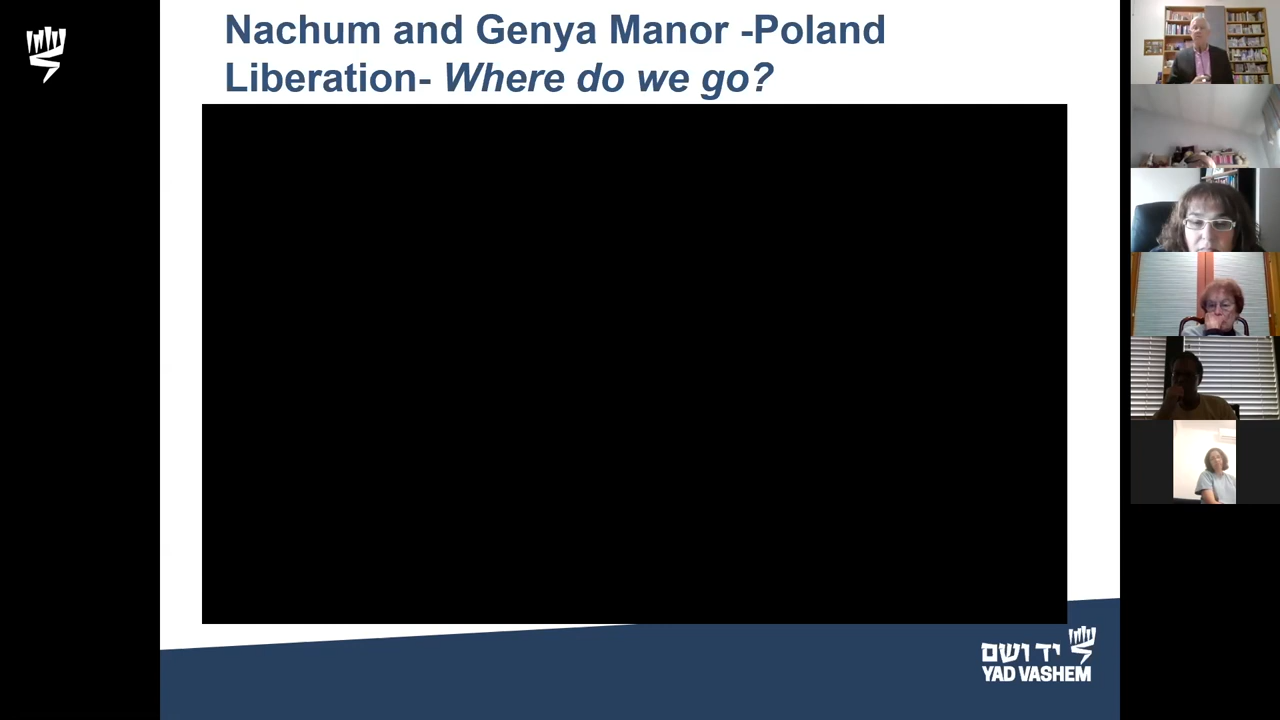 Nachum and Genya Manor -Poland
Liberation- Where do we go?
יד ושם
YAD VASHEM